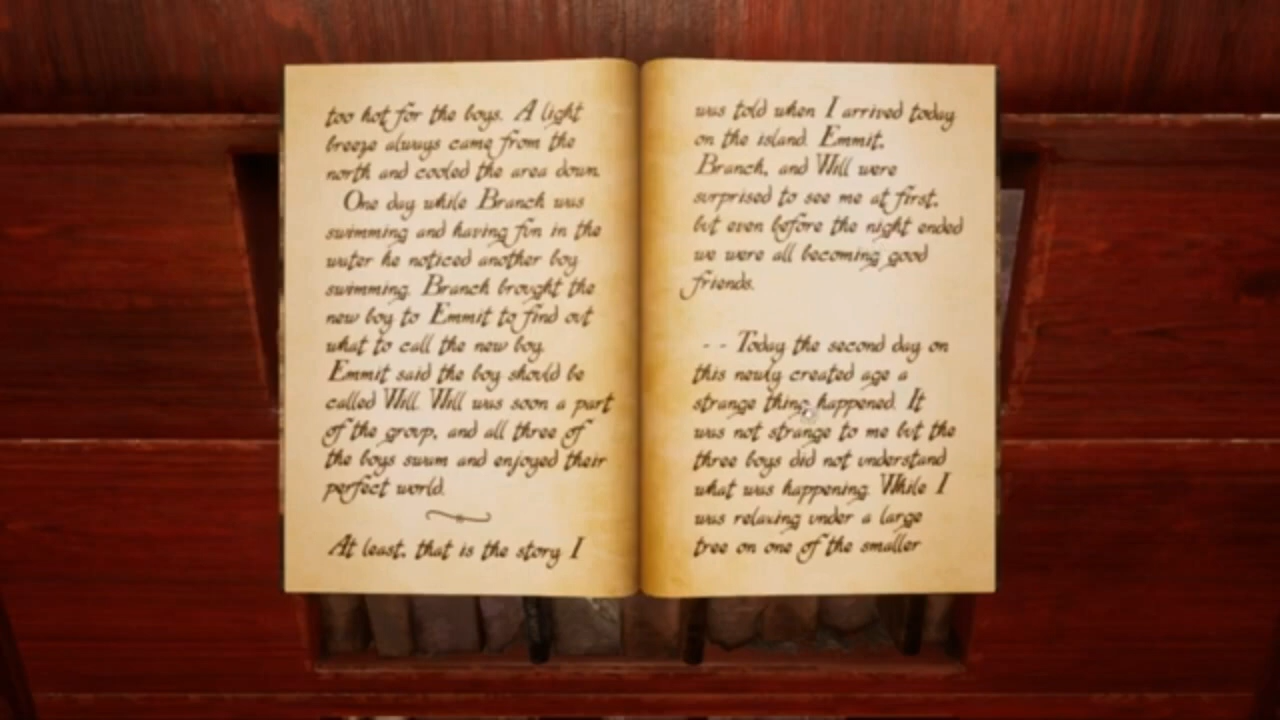 too hot for the boys. A light
breeze always came from the
north and cooled the area down.
One day while Branch was
swimming and having fun in the
water he noticed another boy
swimming. Branch brought the
new boy to Emmit to find out
what to call the new boy.
Emmit said the boy should be
called Will. Will was soon a part
of the group, and all three of
the boys swam and enjoyed their
perfect world.
At least, that is the story I
was told when I arrived today
on the island. Emmit,
Branch, and Will were
surprised to see me at first,
but even before the night ended
we were all becoming good
friends.
- - Today the second day on
this newly created age a
strange thing happened. It
was not strange to me but the
three boys did not understand
what was happening. While I
was relaxing under a large
tree on one of the smaller